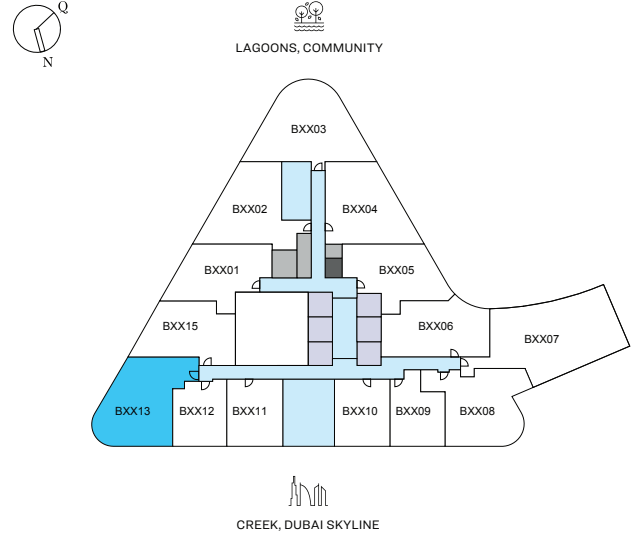 Q
N
LAGOONS, COMMUNITY
BXX03
BXX02
BXX04
BXX01
BXX05
BXX15
BXX06
BXX07
BXX13
BXX12
BXX11
BXX10
BXX09
BXX08
CREEK, DUBAI SKYLINE